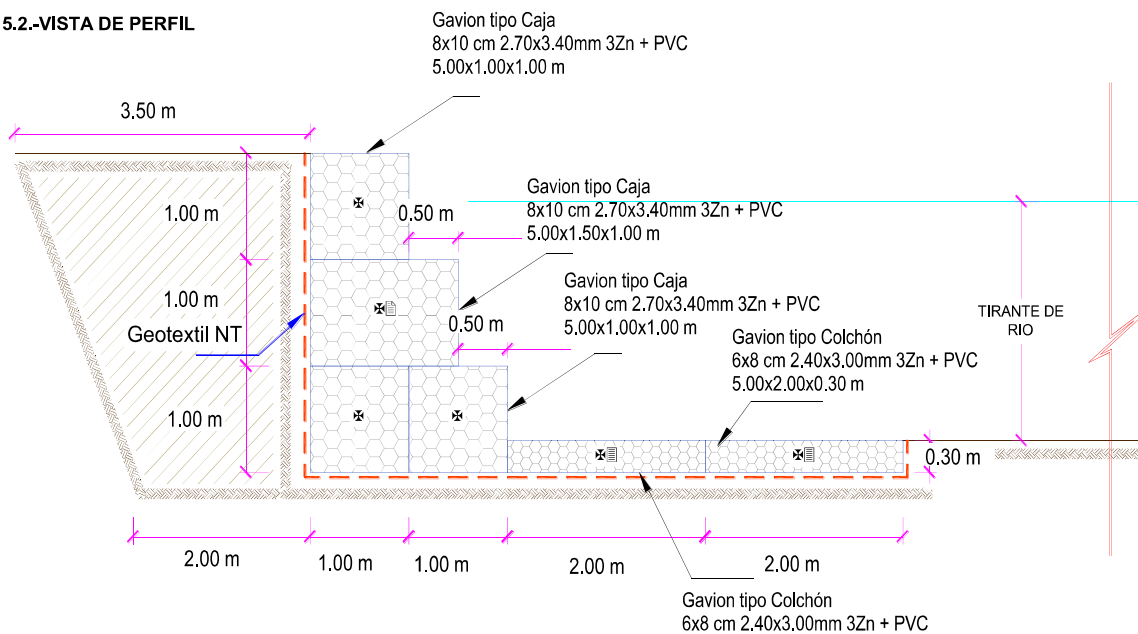 5.2.-VISTA DE PERFIL
Gavion tipo Caja
8x10 cm 2.70x3.40mm 3Zn + PVC
5.00x1.00x1.00 m
3.50 m
Gavion tipo Caja
8x10 cm 2.70x3.40mm 3Zn + PVC
5.00x1.50x1.00 m
1.00 m
0.50 m
Gavion tipo Caja
8x10 cm 2.70x3.40mm 3Zn + PVC
5.00x1.00x1.00 m
1.00 m
0.50 m
Geotextil NT
TIRANTE DE
RIO
Gavion tipo Colchón
6x8 cm 2.40x3.00mm 3Zn + PVC
5.00x2.00x0.30 m
1.00 m
0.30 m
2.00 m
1.00 m
1.00 m
2.00 m
2.00 m
Gavion tipo Colchón
6x8 cm 2.40x3.00mm 3Zn + PVC